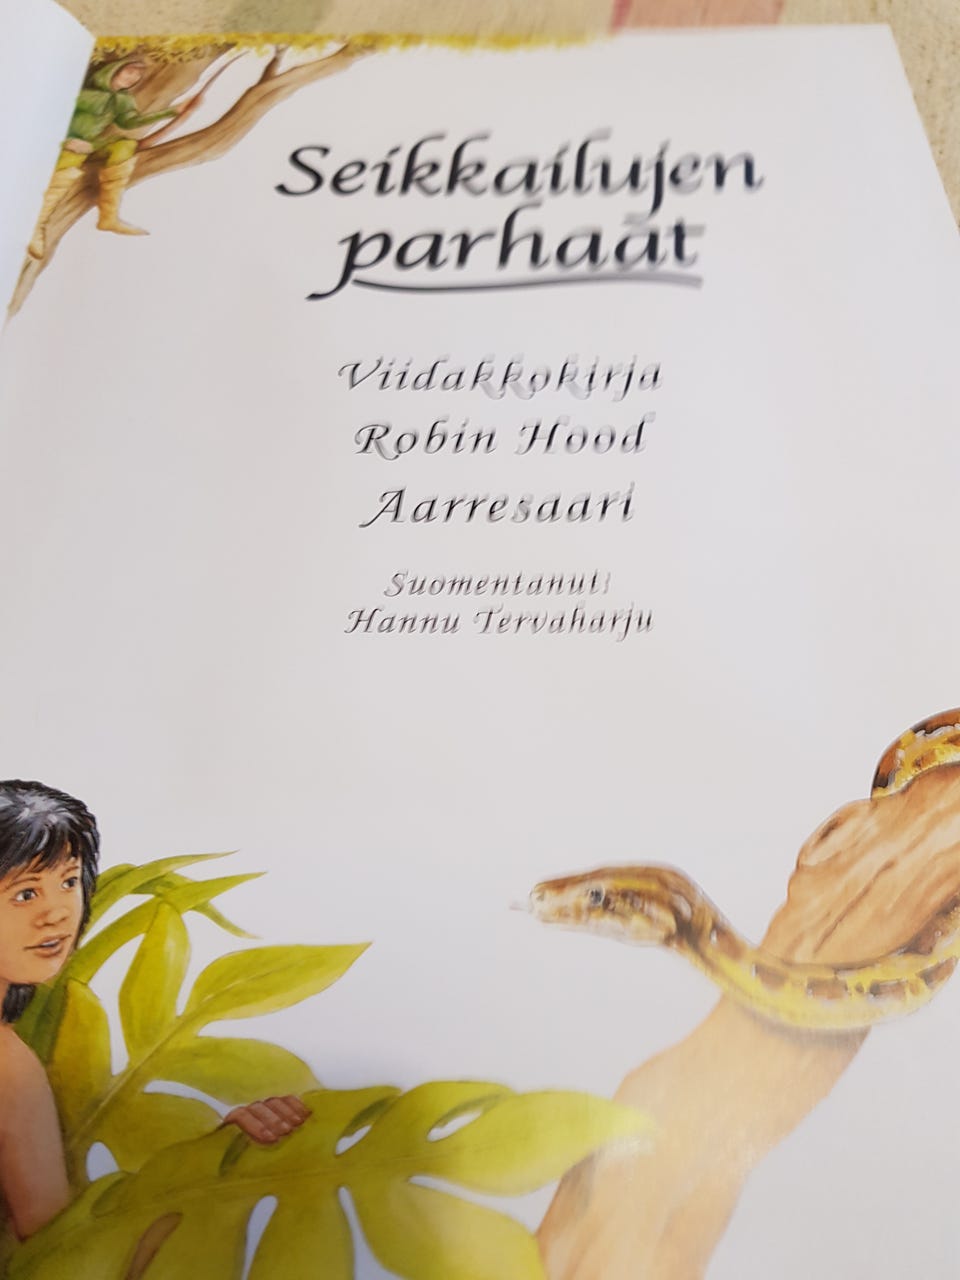 Seikkailujen
parhaat
Viidakkokirja
Robin Hood
Aarresaari
Suomentanut:
Hannu Tervaharju